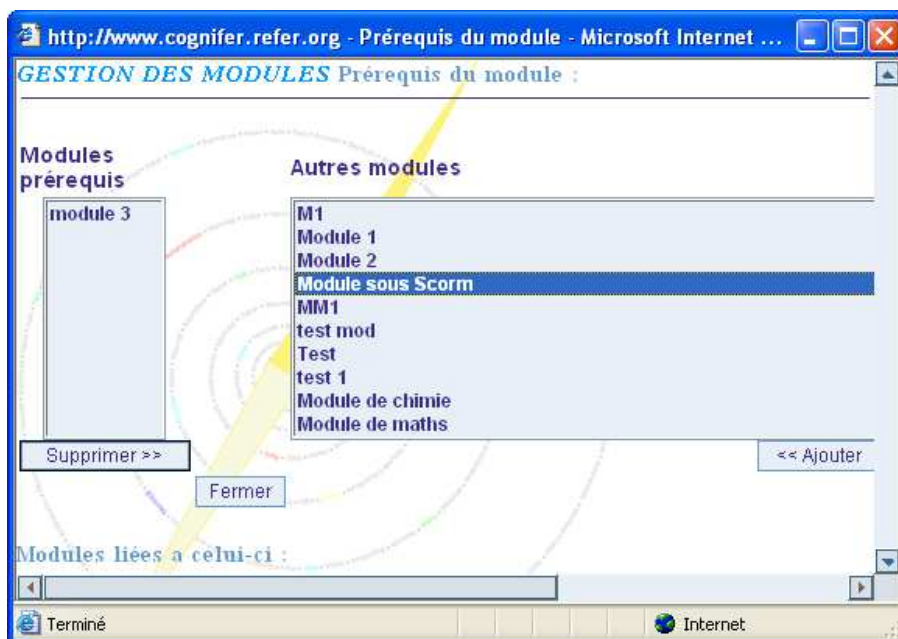 http://www.cognifer.refer.org - Prérequis du module - Microsoft Internet ...
GESTION DES MODULES Prérequis du module :
Modules
prérequis
Autres modules
module 3
M1
Module 1
Module 2
Module sous Scorm
MM1
test mod
Test
test 1
Module de chimie
Module de maths
Supprimer >>
<< Ajouter
Fermer
Modules liées a celui-ci :
Terminé
Internet